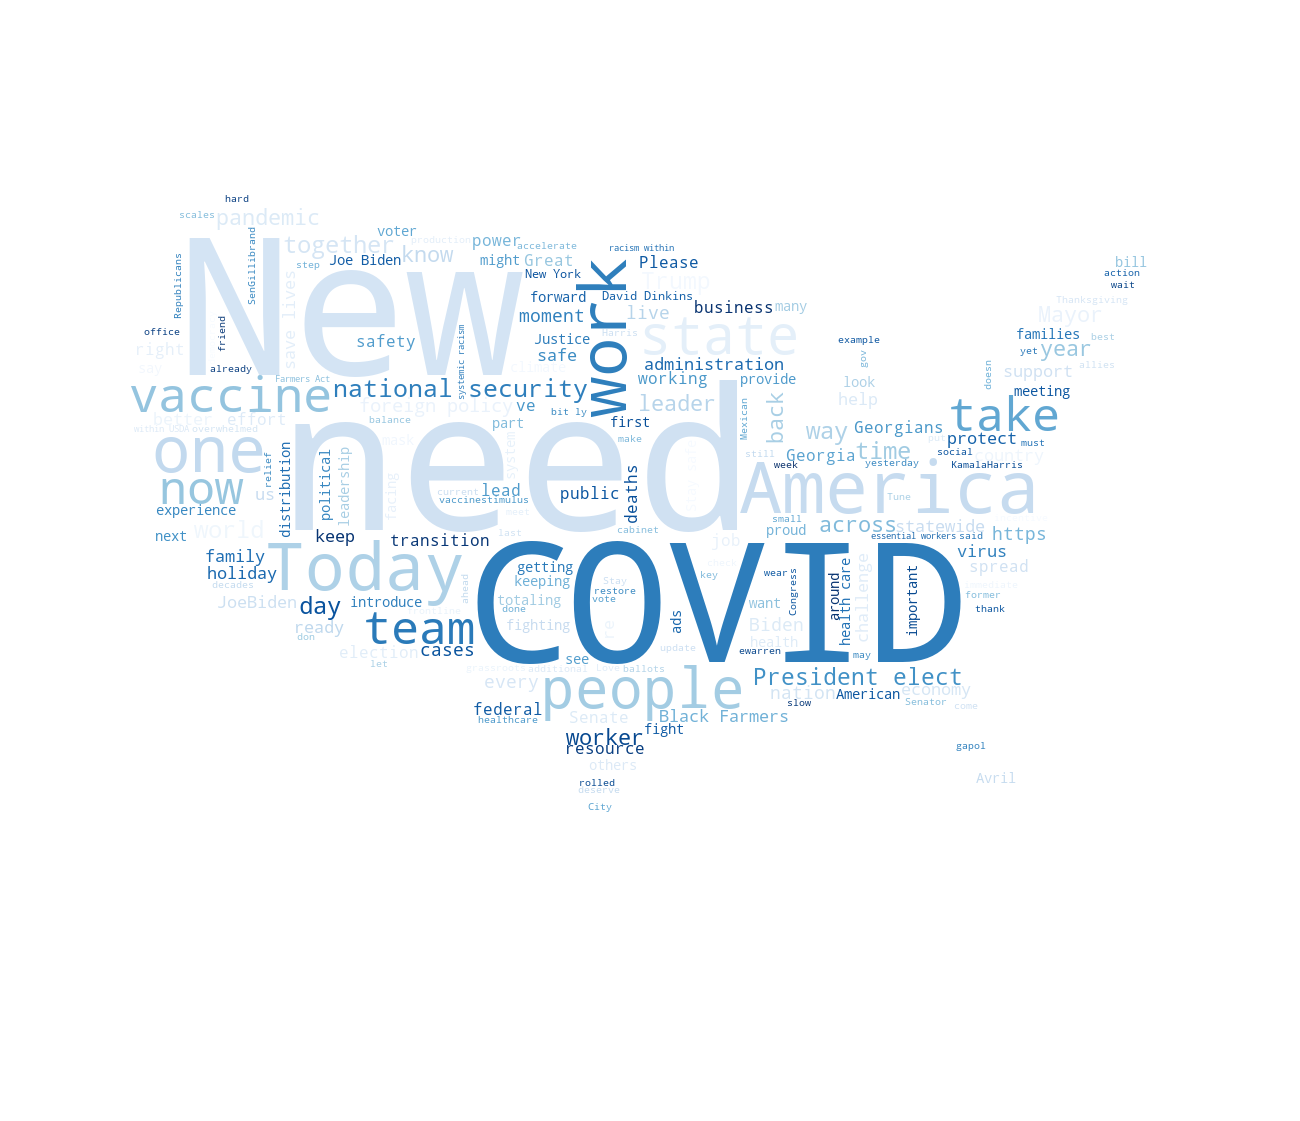 hard
scales
pandemic
Republicans
SenGillibrand
New
together
voter
production
know
power
accelerate
racism within
Joe Biden
step
might
Great
New York
Please
Trump
bill
action
wait
Thanksgiving
save lives
forward
David Dinkins
business
many
live
moment
Mayor
office
friend
right
safety
systemic racism
Justice
Harris
safe
state
work
example
gov
families
best
year
yet
allies
say
already
Farmers Act
climate
administration
working
provide
look
help
doesn
support
meeting
vaccine
national security
foreign policy
ve
leader
back
Mexican
take
better
effort
balance
bit ly
part
first
way
Georgians
put
within USDA
overwhelmed
one
mask
need
system
make
stay safe
still
Georgia
time
protect
must
social
country
week
yesterday
KamalaHarris
relief
distribution
political
leadership
facing
now
us
current
lead
vaccinestimulus
public
deaths
America
Tune
experience
meet
small
world
next
keep
transition
last
cabinet
job
proud
across
statewide
https
essential workers
said
family
Today
COVID
virus
holiday
getting
keeping
Stay
restore
key
wear
Congress
around
health care
challenge
important
spread
immediate
former
decades
ahead
JoeBiden
day
introduce
totaling
vote
want
thank
frontline
done
ready
team
fighting
re
ads
Biden
don
election
cases
update
health
ewarren
may
let
see
grassroots
additional
Love
ballots
people
President elect
every
nation
American
economy
Senator
come
slow
federal
healthcare
Senate
Black Farmers
fight
worker
resource
gapol
others
Avril
rolled
deserve
City